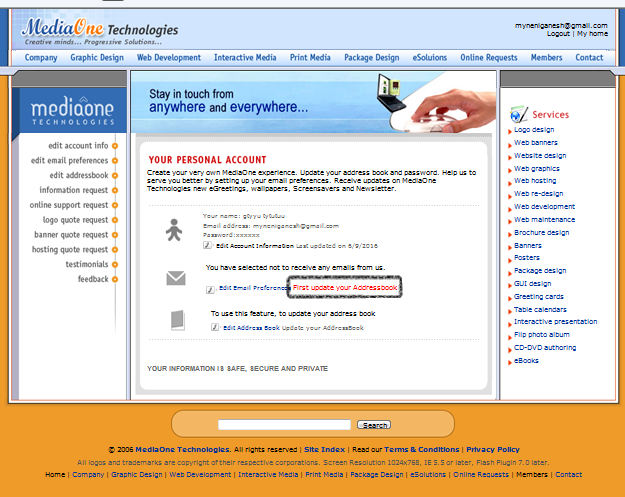 MediaOne Technologies
Creative minds... Progressive Solutions...
myneniganesh@gmail.com
Logout | My home
Company Graphic Design Web Development Interactive Media Print Media Package Design eSolutions Online Requests Members Contact
mediaone
TECHNOLOGIES
edit account info
edit email preferences
edit addressbook
information request
online support request
logo quote request
banner quote request
hosting quote request
testimonials
feedback
Stay in touch from
anywhere and everywhere...
YOUR PERSONAL ACCOUNT
Create your very own MediaOne experience. Update your address book and password. Help us to
serve you better by setting up your email preferences. Receive updates on MediaOne
Technologies new eGreetings, wallpapers, Screensavers and Newsletter.
Your name: gtyyu tytutuu
Email address: myneniganesh@gmail.com
Password:xxxxxx
Edit Account Information Last updated on 6/9/2016
You have selected not to receive any emails from us.
Edit Email Preferences First update your Addressbook
To use this feature, to update your address book
Edit Address Book Update your AddressBook
YOUR INFORMATION IS SAFE, SECURE AND PRIVATE
Services
Logo design
Web banners
Website design
Web graphics
Web hosting
Web re-design
Web development
Web maintenance
Brochure design
Banners
Posters
Package design
GUI design
Greeting cards
Table calendars
Interactive presentation
Flip photo album
CD-DVD authoring
eBooks
Search
© 2006 MediaOne Technologies. All rights reserved | Site Index | Read our Terms & Conditions | Privacy Policy
All logos and trademarks are copyright of their respective corporations. Screen Resolution 1024x768, IE 5.5 or later, Flash Plugin 7.0 later.
Home | Company | Graphic Design | Web Development | Interactive Media | Print Media | Package Design | eSolutions | Online Requests | Members | Contact